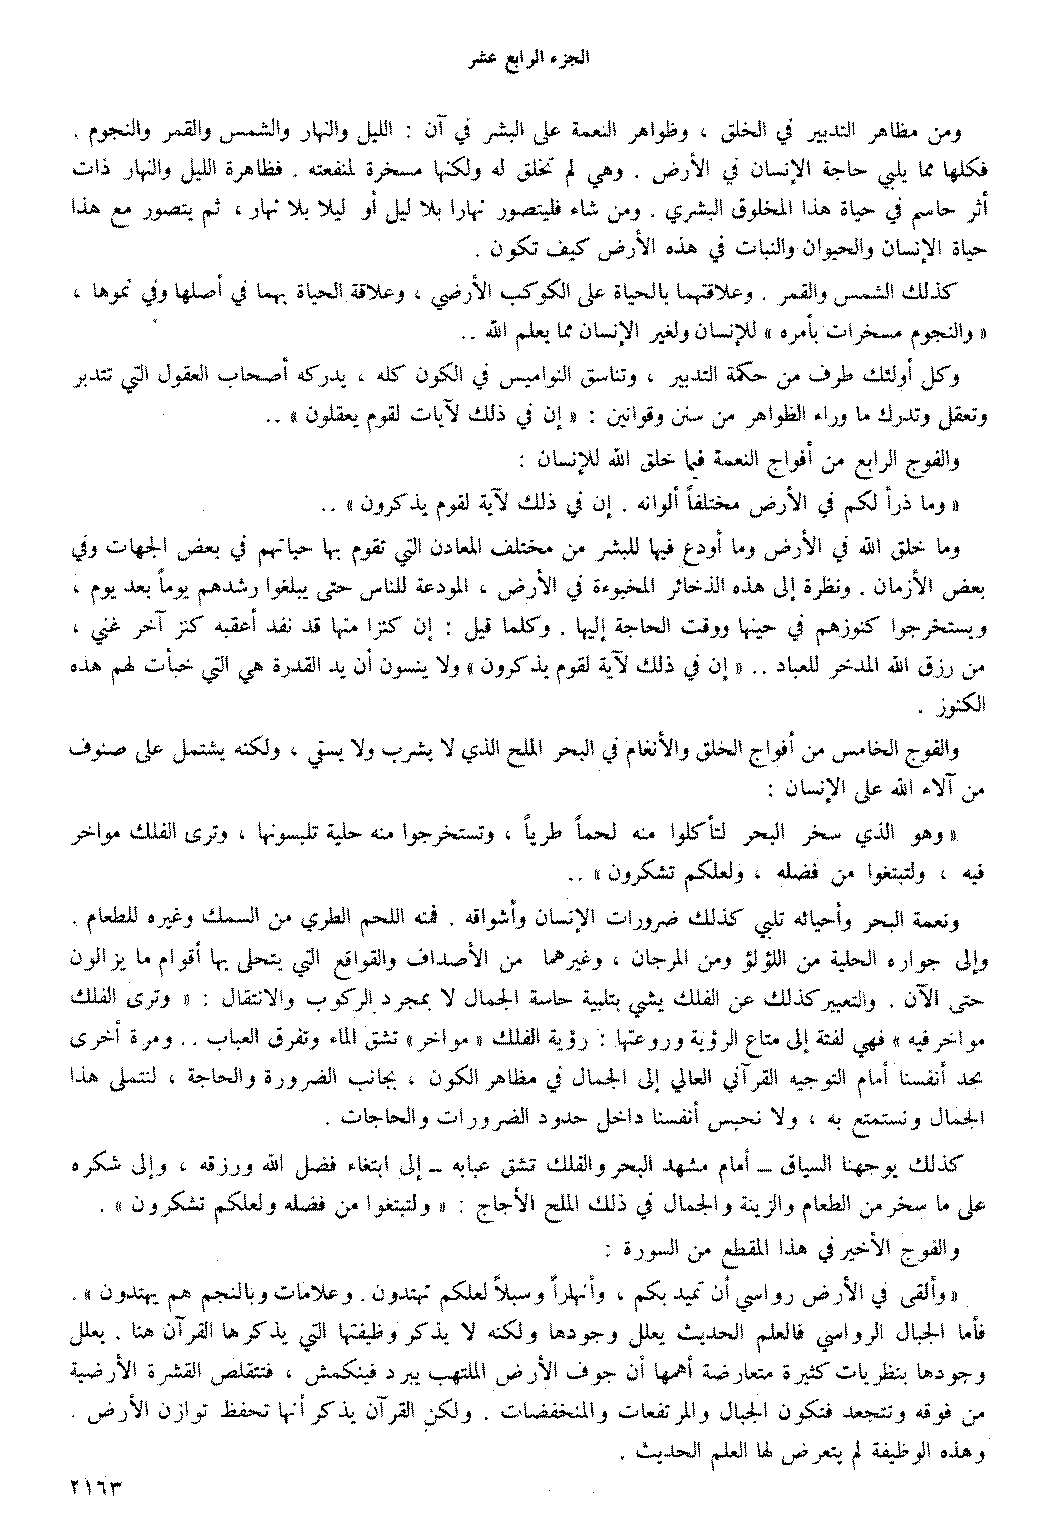 الجزء الرابع عشر
ومن مظاهر التدبير في الخلق ، وظواهر النعمة على البشر في آن : الليل والنهار والشمس والقمر والنجوم .
فكلها مما يلبي حاجة الإنسان في الأرض . وهي لم تخلق له ولكنها مسخرة لمنفعته . فظاهرة الليل والنهار ذات
أثر حاسم في حياة هذا المخلوق البشري . ومن شاء فليتصور نهارا بلا ليل أو ليلا بلا نهار ، ثم يتصور مع هذا
حياة الإنسان والحيوان والنبات في هذه الأرض كيف تكون .
كذلك الشمس والقمر . وعلاقتهما بالحياة على الكوكب الأرضي ، وعلاقة الحياة بهما في أصلها وفي نموها ،
« والنجوم مسخرات بأمره » للإنسان ولغير الإنسان مما يعلم الله ..
وكل أولئك طرف من حكمة التدبير ، وتناسق النواميس في الكون كله ، يدركه أصحاب العقول التي تتدبر
وتعقل وتدرك ما وراء الظواهر من سنن وقوانين : « إن في ذلك لآيات لقوم يعقلون » ..
والفوج الرابع من أفواج النعمة فيما خلق الله للإنسان :
« وما ذرأ لكم في الأرض مختلفاً ألوانه . إن في ذلك لآية لقوم يذكرون » ..
وما خلق الله في الأرض وما أودع فيها للبشر من مختلف المعادن التي تقوم بها حياتهم في بعض الجهات وفي
بعض الأزمان . ونظرة إلى هذه الذخائر المخبوءة في الأرض ، المودعة للناس حتى يبلغوا رشدهم يوماً بعد يوم ،
ويستخرجوا كنوزهم في حينها ووقت الحاجة إليها . وكلما قيل : إن كنزا منها قد نفد أعقبه كنز آخر غني ،
من رزق الله المدخر للعباد .. « إن في ذلك لآية لقوم يذكرون » ولا ينسون أن يد القدرة هي التي خبأت لهم هذه
الكنوز .
والفوج الخامس من أفواج الخلق والأنغام في البحر الملح الذي لا يشرب ولا يسقي ، ولكنه يشتمل على صنوف
من آلاء الله على الإنسان :
« وهو الذي سخر البحر لتأكلوا منه لحماً طرياً ، وتستخرجوا منه حلية تلبسونها ، وترى الفلك مواخر
فيه ، ولتبتغوا من فضله ، ولعلكم تشكرون » ..
ونعمة البحر وأحيائه تلبي كذلك ضرورات الإنسان وأشواقه . فمنه اللحم الطري من السمك وغيره للطعام .
وإلى جواره الحلية من اللؤلؤ ومن المرجان ، وغيرهما من الأصداف والقواقع التي يتحلى بها أقوام ما يزالون
حتى الآن . والتعبير كذلك عن الفلك يشي بتلبية حاسة الجمال لا بمجرد الركوب والانتقال : « وترى الفلك
مواخر فيه » فهي لفتة إلى متاع الرؤية وروعتها : رؤية الفلك « مواخر » تشق الماء وتفرق العباب .. ومرة أخرى
نجد أنفسنا أمام التوجيه القرآني العالي إلى الجمال في مظاهر الكون ، بجانب الضرورة والحاجة ، لنتملى هذا
الجمال ونستمتع به ، ولا نحبس أنفسنا داخل حدود الضرورات والحاجات .
كذلك يوجهنا السياق – أمام مشهد البحر والفلك تشق عبابه – إلى ابتغاء فضل الله ورزقه ، وإلى شكره
على ما سخر من الطعام والزينة والجمال في ذلك الملح الأجاج : « ولتبتغوا من فضله ولعلكم تشكرون » .
والفوج الأخير في هذا المقطع من السورة :
« وألقى في الأرض رواسي أن تميد بكم ، وأنهاراً وسبلاً لعلكم تهتدون . وعلامات وبالنجم هم يهتدون » .
فأما الجبال الرواسي فالعلم الحديث يعلل وجودها ولكنه لا يذكر وظيفتها التي يذكرها القرآن هنا . يعلل
وجودها بنظريات كثيرة متعارضة أهمها أن جوف الأرض الملتهب يبرد فينكمش ، فتتقلص القشرة الأرضية
من فوقه وتتجعد فتكون الجبال والمرتفعات والمنخفضات . ولكن القرآن يذكر أنها تحفظ توازن الأرض .
وهذه الوظيفة لم يتعرض لها العلم الحديث .
٢١٦٣